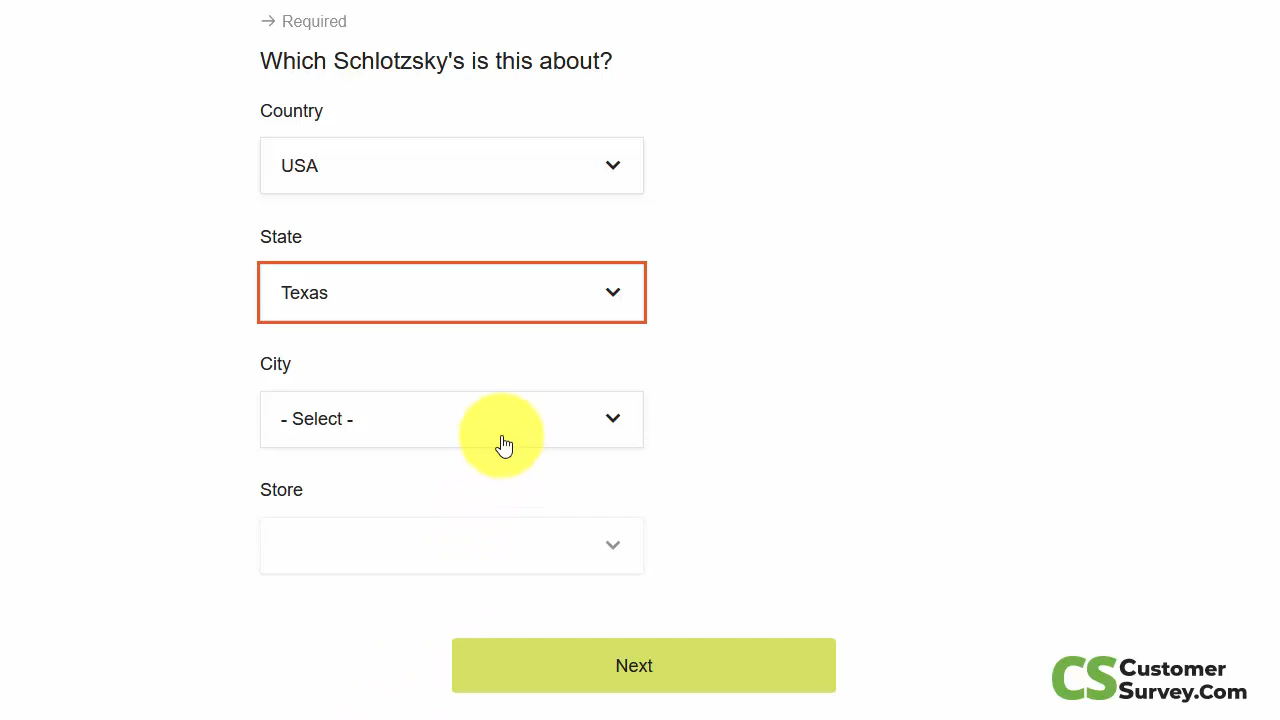 → Required
Which Schlotzsky's is this about?
Country
USA
State
Texas
City
- Select -
Store
Next
CS Customer
Survey.Com